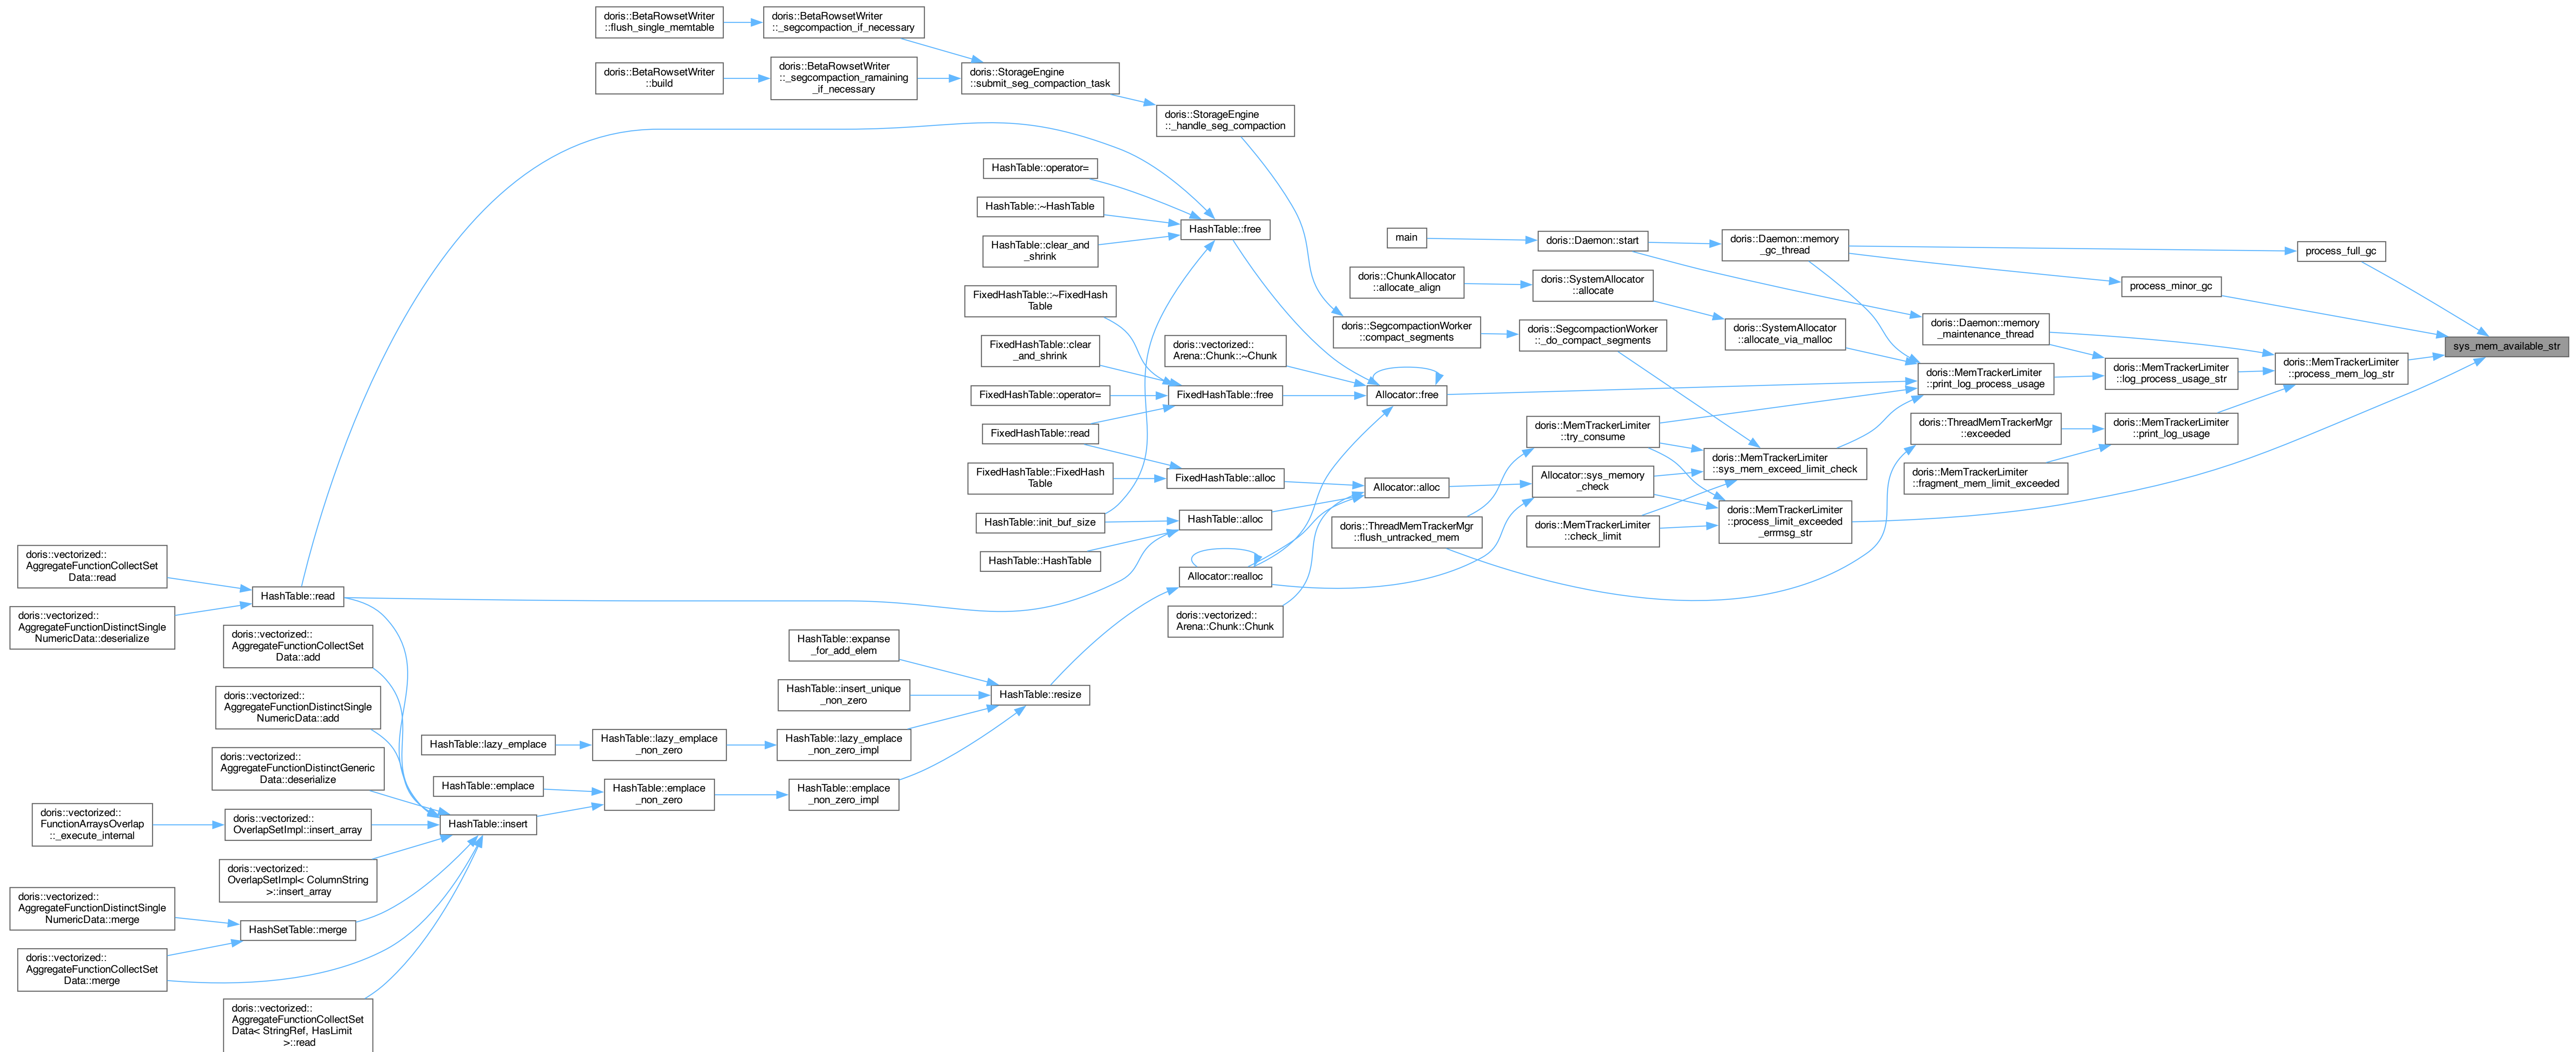 doris::BetaRowsetWriter
::flush_single_memtable
doris::BetaRowsetWriter
::_segcompaction_if_necessary
doris::BetaRowsetWriter
::build
doris::BetaRowsetWriter
::_segcompaction_ramaining
_if_necessary
doris::StorageEngine
::submit_seg_compaction_task
doris::StorageEngine
::_handle_seg_compaction
HashTable::operator=
HashTable::~HashTable
HashTable::clear_and
_shrink
HashTable::free
FixedHashTable::~FixedHash
Table
FixedHashTable::clear
_and_shrink
FixedHashTable::operator=
FixedHashTable::read
FixedHashTable::FixedHash
Table
HashTable::init_buf_size
HashTable::HashTable
doris::vectorized::
Arena::Chunk::~Chunk
FixedHashTable::free
FixedHashTable::alloc
HashTable::alloc
Allocator::realloc
doris::vectorized::
Arena::Chunk::Chunk
main
doris::ChunkAllocator
::allocate_align
doris::SegcompactionWorker
::compact_segments
Allocator::free
Allocator::alloc
doris::ThreadMemTrackerMgr
::flush_untracked_mem
doris::Daemon::start
doris::SystemAllocator
::allocate
doris::SegcompactionWorker
::_do_compact_segments
doris::MemTrackerLimiter
::try_consume
Allocator::sys_memory
_check
doris::MemTrackerLimiter
::check_limit
doris::Daemon::memory
_gc_thread
doris::SystemAllocator
::allocate_via_malloc
doris::MemTrackerLimiter
::sys_mem_exceed_limit_check
doris::MemTrackerLimiter
::process_limit_exceeded
_errmsg_str
doris::Daemon::memory
_maintenance_thread
doris::MemTrackerLimiter
::print_log_process_usage
doris::ThreadMemTrackerMgr
::exceeded
doris::MemTrackerLimiter
::fragment_mem_limit_exceeded
process_full_gc
process_minor_gc
doris::MemTrackerLimiter
::log_process_usage_str
doris::MemTrackerLimiter
::print_log_usage
doris::MemTrackerLimiter
::process_mem_log_str
sys_mem_available_str
doris::vectorized::
AggregateFunctionCollectSet
Data::read
doris::vectorized::
AggregateFunctionDistinctSingle
NumericData::deserialize
HashTable::read
doris::vectorized::
AggregateFunctionCollectSet
Data::add
doris::vectorized::
AggregateFunctionDistinctSingle
NumericData::add
doris::vectorized::
AggregateFunctionDistinctGeneric
Data::deserialize
doris::vectorized::
FunctionArraysOverlap
::_execute_internal
doris::vectorized::
OverlapSetImpl::insert_array
doris::vectorized::
OverlapSetImpl< ColumnString
>::insert_array
doris::vectorized::
AggregateFunctionDistinctSingle
NumericData::merge
HashSetTable::merge
doris::vectorized::
AggregateFunctionCollectSet
Data::merge
doris::vectorized::
AggregateFunctionCollectSet
Data< StringRef, HasLimit
>::read
HashTable::lazy_emplace
HashTable::emplace
HashTable::insert
HashTable::lazy_emplace
_non_zero
HashTable::emplace
_non_zero
HashTable::expanse
_for_add_elem
HashTable::insert_unique
_non_zero
HashTable::lazy_emplace
_non_zero_impl
HashTable::emplace
_non_zero_impl
HashTable::resize